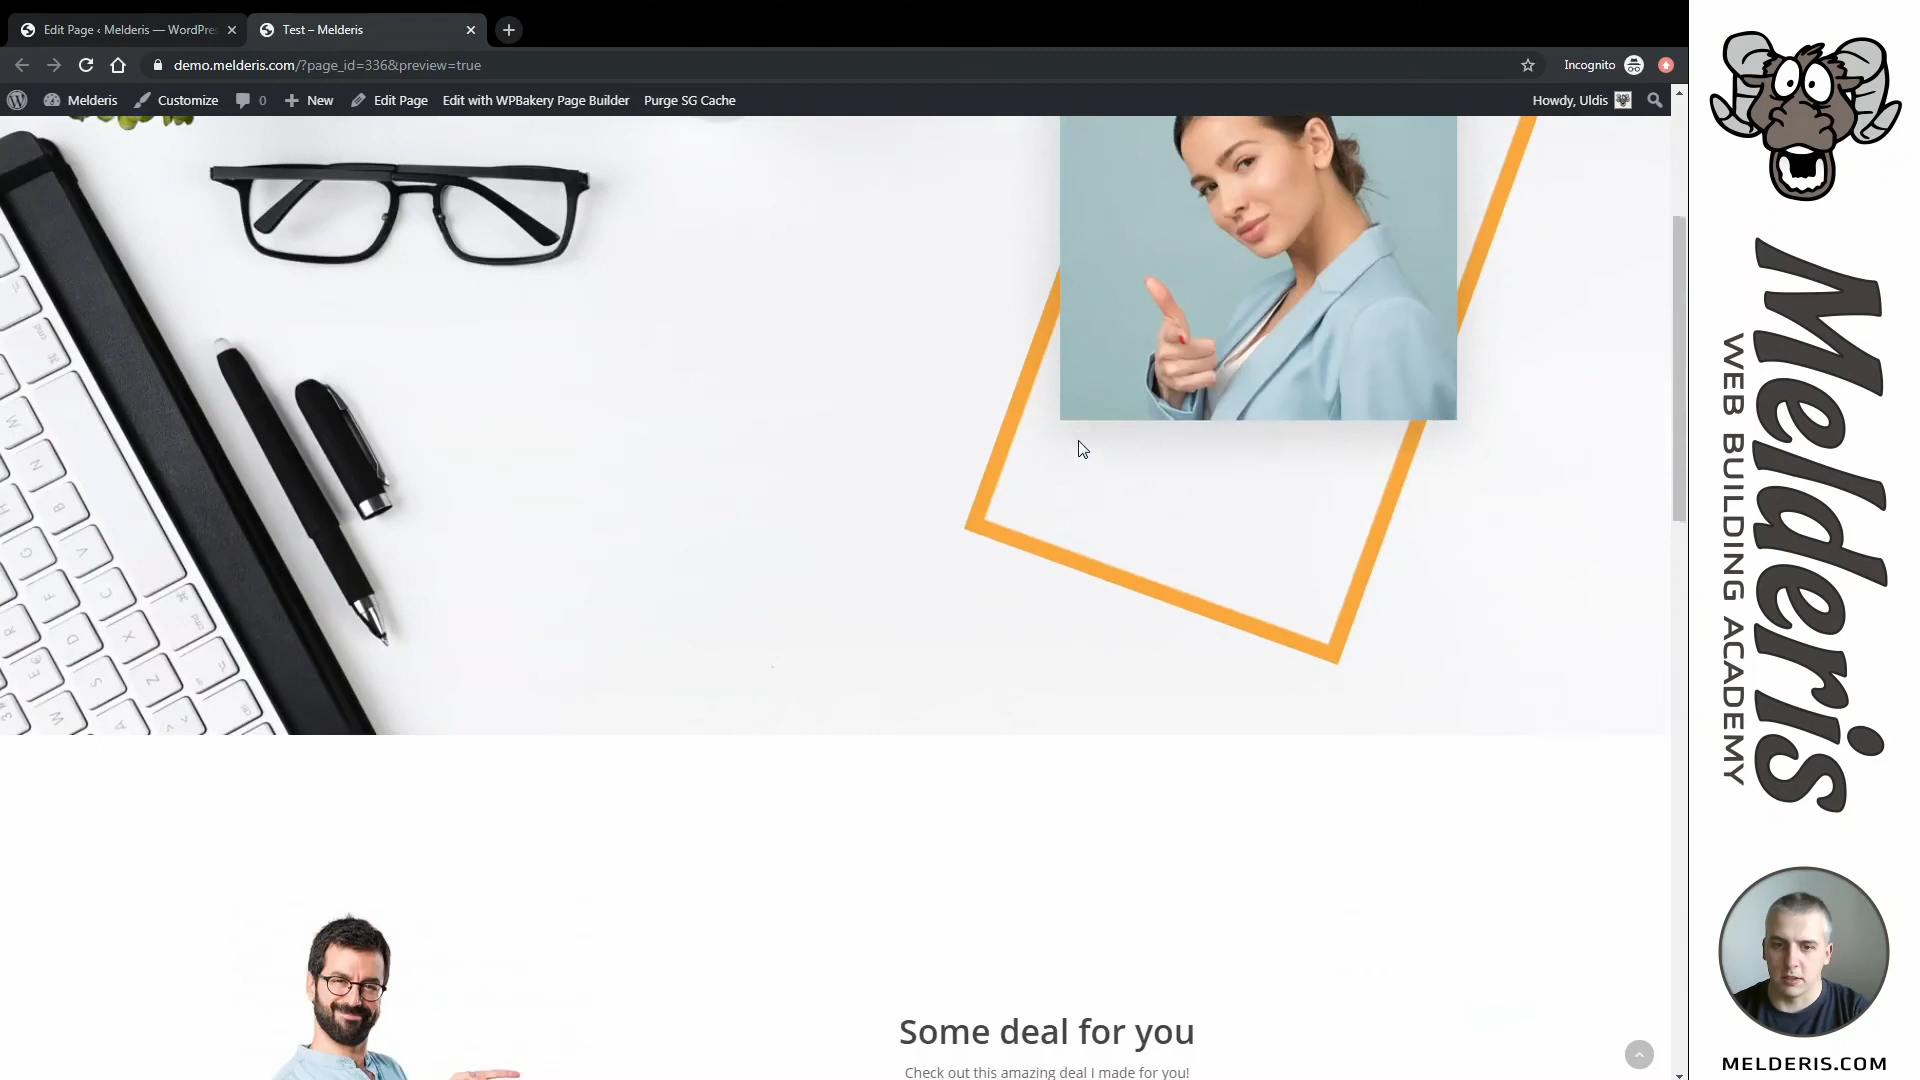 Edit Page ‹ Melderis — WordPres
Test – Melderis
demo.melderis.com/?page_id=336&preview=true
Incognito
Melderis
Customize
0
New
Edit Page
Edit with WPBakery Page Builder
Purge SG Cache
Howdy, Uldis
Some deal for you
Check out this amazing deal I made for you!
Melderis
WEB BUILDING ACADEMY
MELDERIS.COM